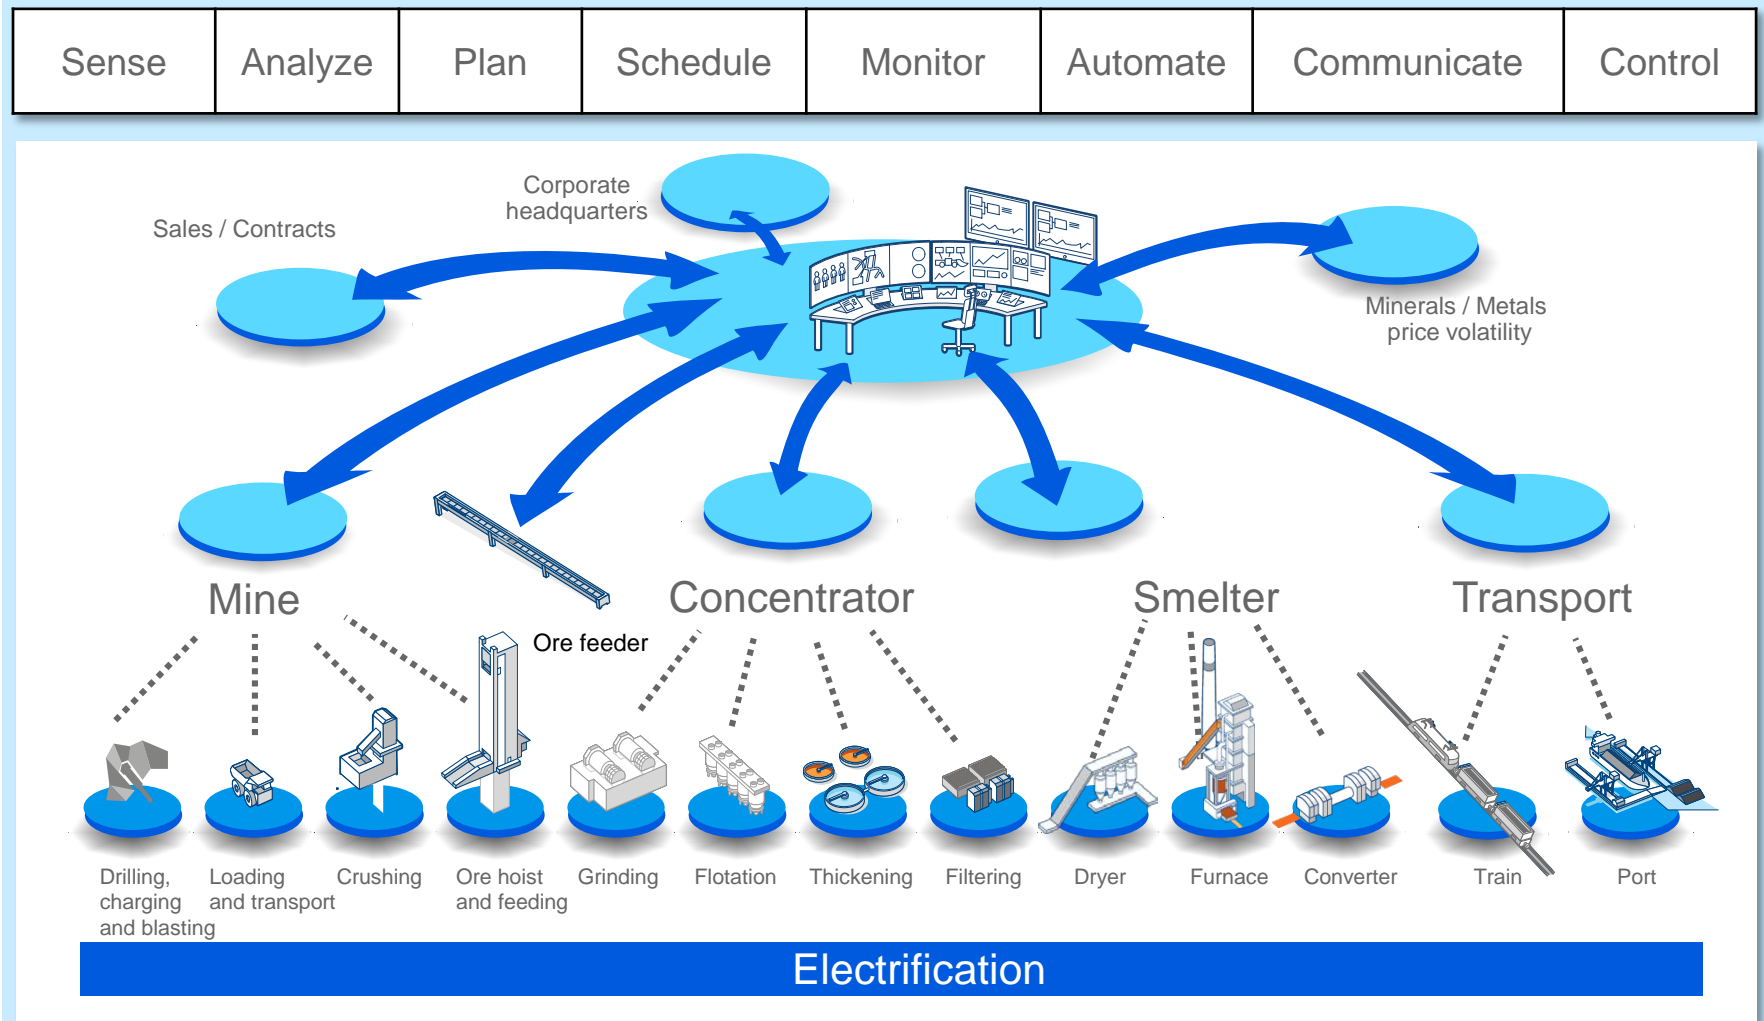 Sense
Analyze
Plan
Schedule
Monitor
Automate
Communicate
Control
Corporate
headquarters
Sales / Contracts
Minerals / Metals
price volatility
Mine
Concentrator
Smelter
Transport
Ore feeder
Drilling,
charging
and blasting
Loading
and transport
Crushing
Ore hoist
and feeding
Grinding
Flotation
Thickening
Filtering
Dryer
Furnace
Converter
Train
Port
Electrification